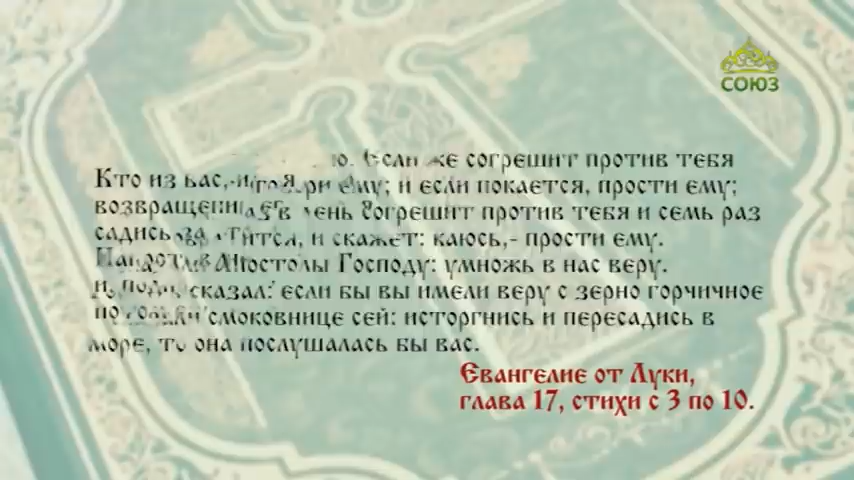 СОЮЗ
Если же согрешит против тебя
Кто из вас, ему; и если покается, прости ему;
в день согрешит против тебя и семь раз
и скажет: каюсь,- прости ему.
Апостолы Господу: умножь в нас веру.
сказал: если бы вы имели веру с зерно горчичное
смоковнице сей: исторгнись и пересадись в
море, то она послушалась бы вас.
Евангелие от Луки,
глава 17, стихи с 3 по 10.